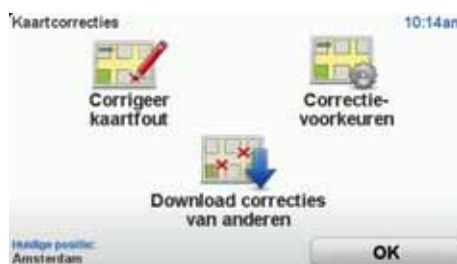 Kaartcorrecties
10:14am
Corrigeer
kaartfout
Correctie-
voorkeuren
Download correcties
van anderen
Huidige positie:
Amsterdam
OK